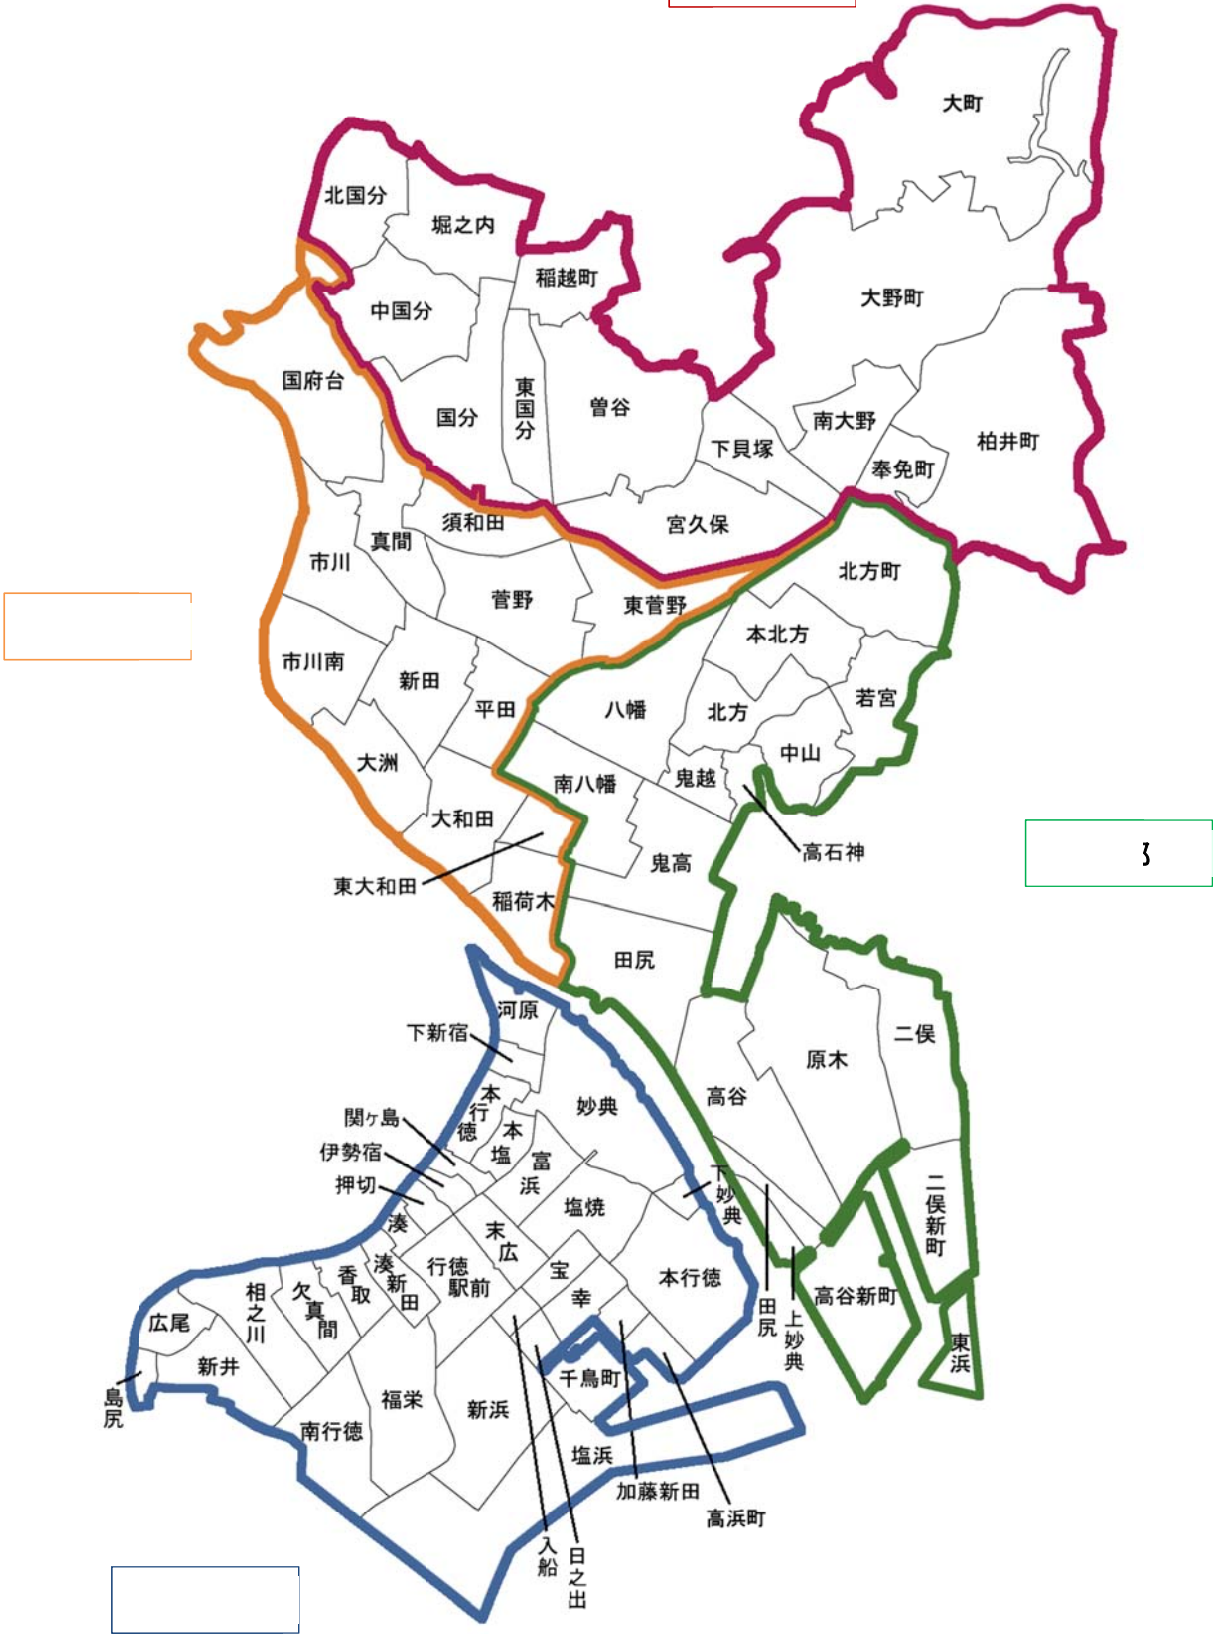 大町
北国分
堀之内
稲越町
大野町
中国分
国府台
国分
東国分
曽谷
下貝塚
南大野
奉免町
柏井町
須和田
宮久保
真間
市川
北方町
菅野
東菅野
本北方
市川南
新田
平田
八幡
北方
若宮
中山
大洲
南八幡
鬼越
大和田
高石神
鬼高
東大和田
稲荷木
田尻
河原
下新宿
原木
二俣
高谷
妙典
本行徳
関ヶ島
本塩
伊勢宿
富浜
押切
下妙典
塩焼
湊
末広
二俣新町
湊新田
行徳駅前
宝
本行徳
香取
欠真間
相之川
幸
高谷新町
田尻
上妙典
広尾
新井
島尻
千鳥町
東浜
福栄
新浜
南行徳
塩浜
加藤新田
高浜町
入船
日之出